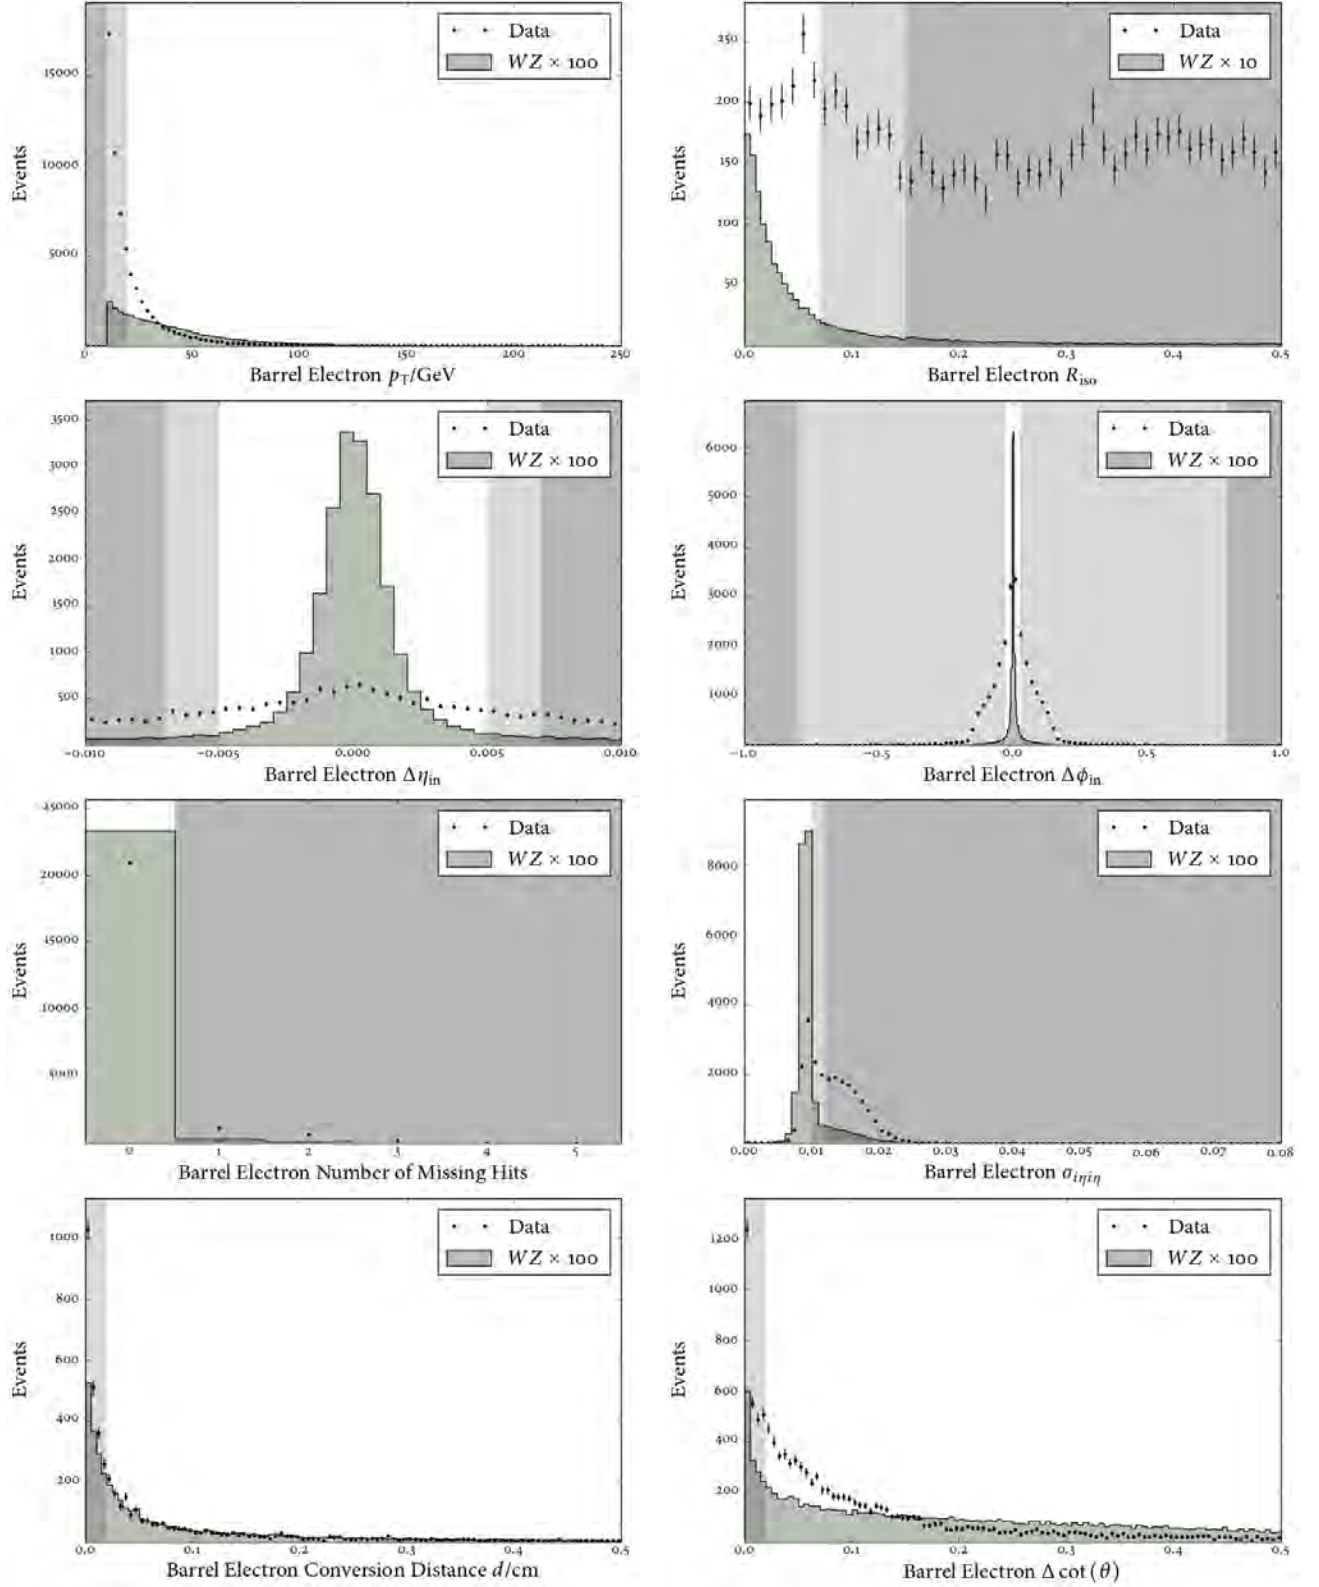 Data
WZ × 100
15000
10000
5000
0
50
100
150
200
250
Events
Barrel Electron pT/GeV
Data
WZ × 10
250
200
150
100
50
0.0
0.1
0.2
0.3
0.4
0.5
Events
Barrel Electron Riso
Data
WZ × 100
3500
3000
2500
2000
1500
1000
500
−0.010
−0.005
0.000
0.005
0.010
Events
Barrel Electron Δηin
Data
WZ × 100
6000
5000
4000
3000
2000
1000
−1.0
−0.5
0.0
0.5
1.0
Events
Barrel Electron Δϕin
Data
WZ × 100
25000
20000
15000
10000
5000
0
1
2
3
4
5
Events
Barrel Electron Number of Missing Hits
Data
WZ × 100
8000
6000
4000
2000
0.00
0.01
0.02
0.03
0.04
0.05
0.06
0.07
0.08
Events
Barrel Electron σiηiη
Data
WZ × 100
1000
800
600
400
200
0.0
0.1
0.2
0.3
0.4
0.5
Events
Barrel Electron Conversion Distance d/cm
Data
WZ × 100
1200
1000
800
600
400
200
0.0
0.1
0.2
0.3
0.4
0.5
Events
Barrel Electron Δ cot (θ)